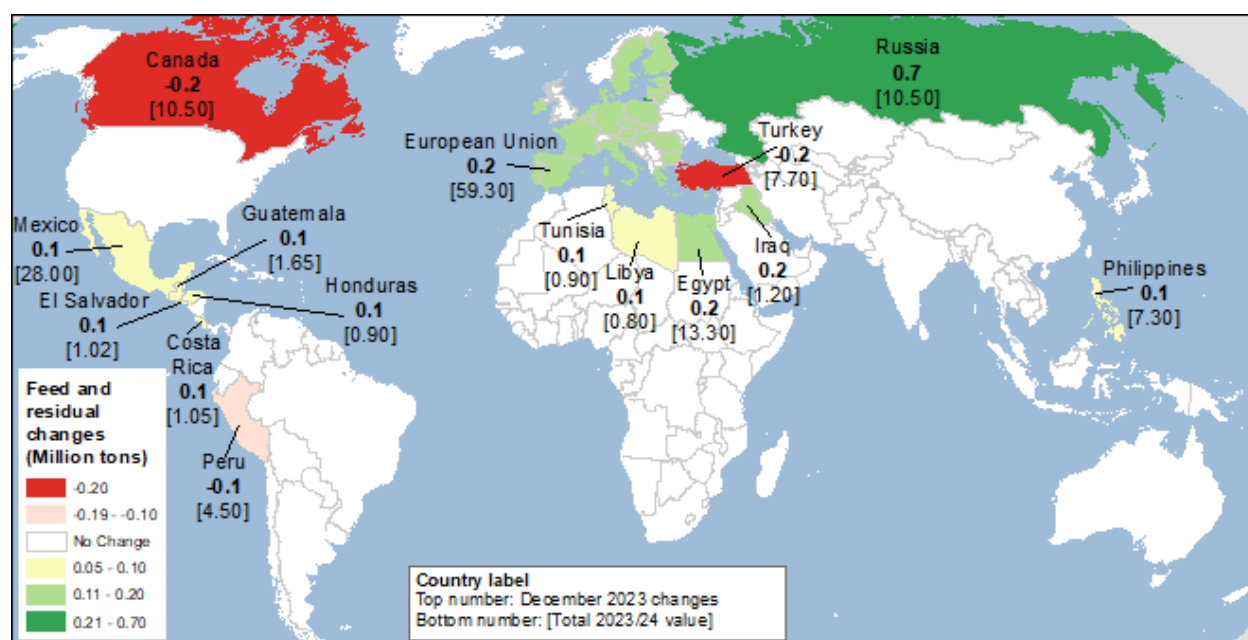 Canada
-0.2
[10.50]
Russia
0.7
[10.50]
European Union
0.2
[59.30]
Turkey
-0.2
[7.70]
Mexico
0.1
[28.00]
Guatemala
0.1
[1.65]
El Salvador
0.1
[1.02]
Honduras
0.1
[0.90]
Costa
Rica
0.1
[1.05]
Tunisia
0.1
[0.90]
Libya
0.1
[0.80]
Egypt
0.2
[13.30]
Iraq
0.2
[1.20]
Philippines
0.1
[7.30]
Peru
-0.1
[4.50]
Feed and
residual
changes
(Million tons)
-0.20
-0.19 - -0.10
No Change
0.05 - 0.10
0.11 - 0.20
0.21 - 0.70
Country label
Top number: December 2023 changes
Bottom number: [Total 2023/24 value]